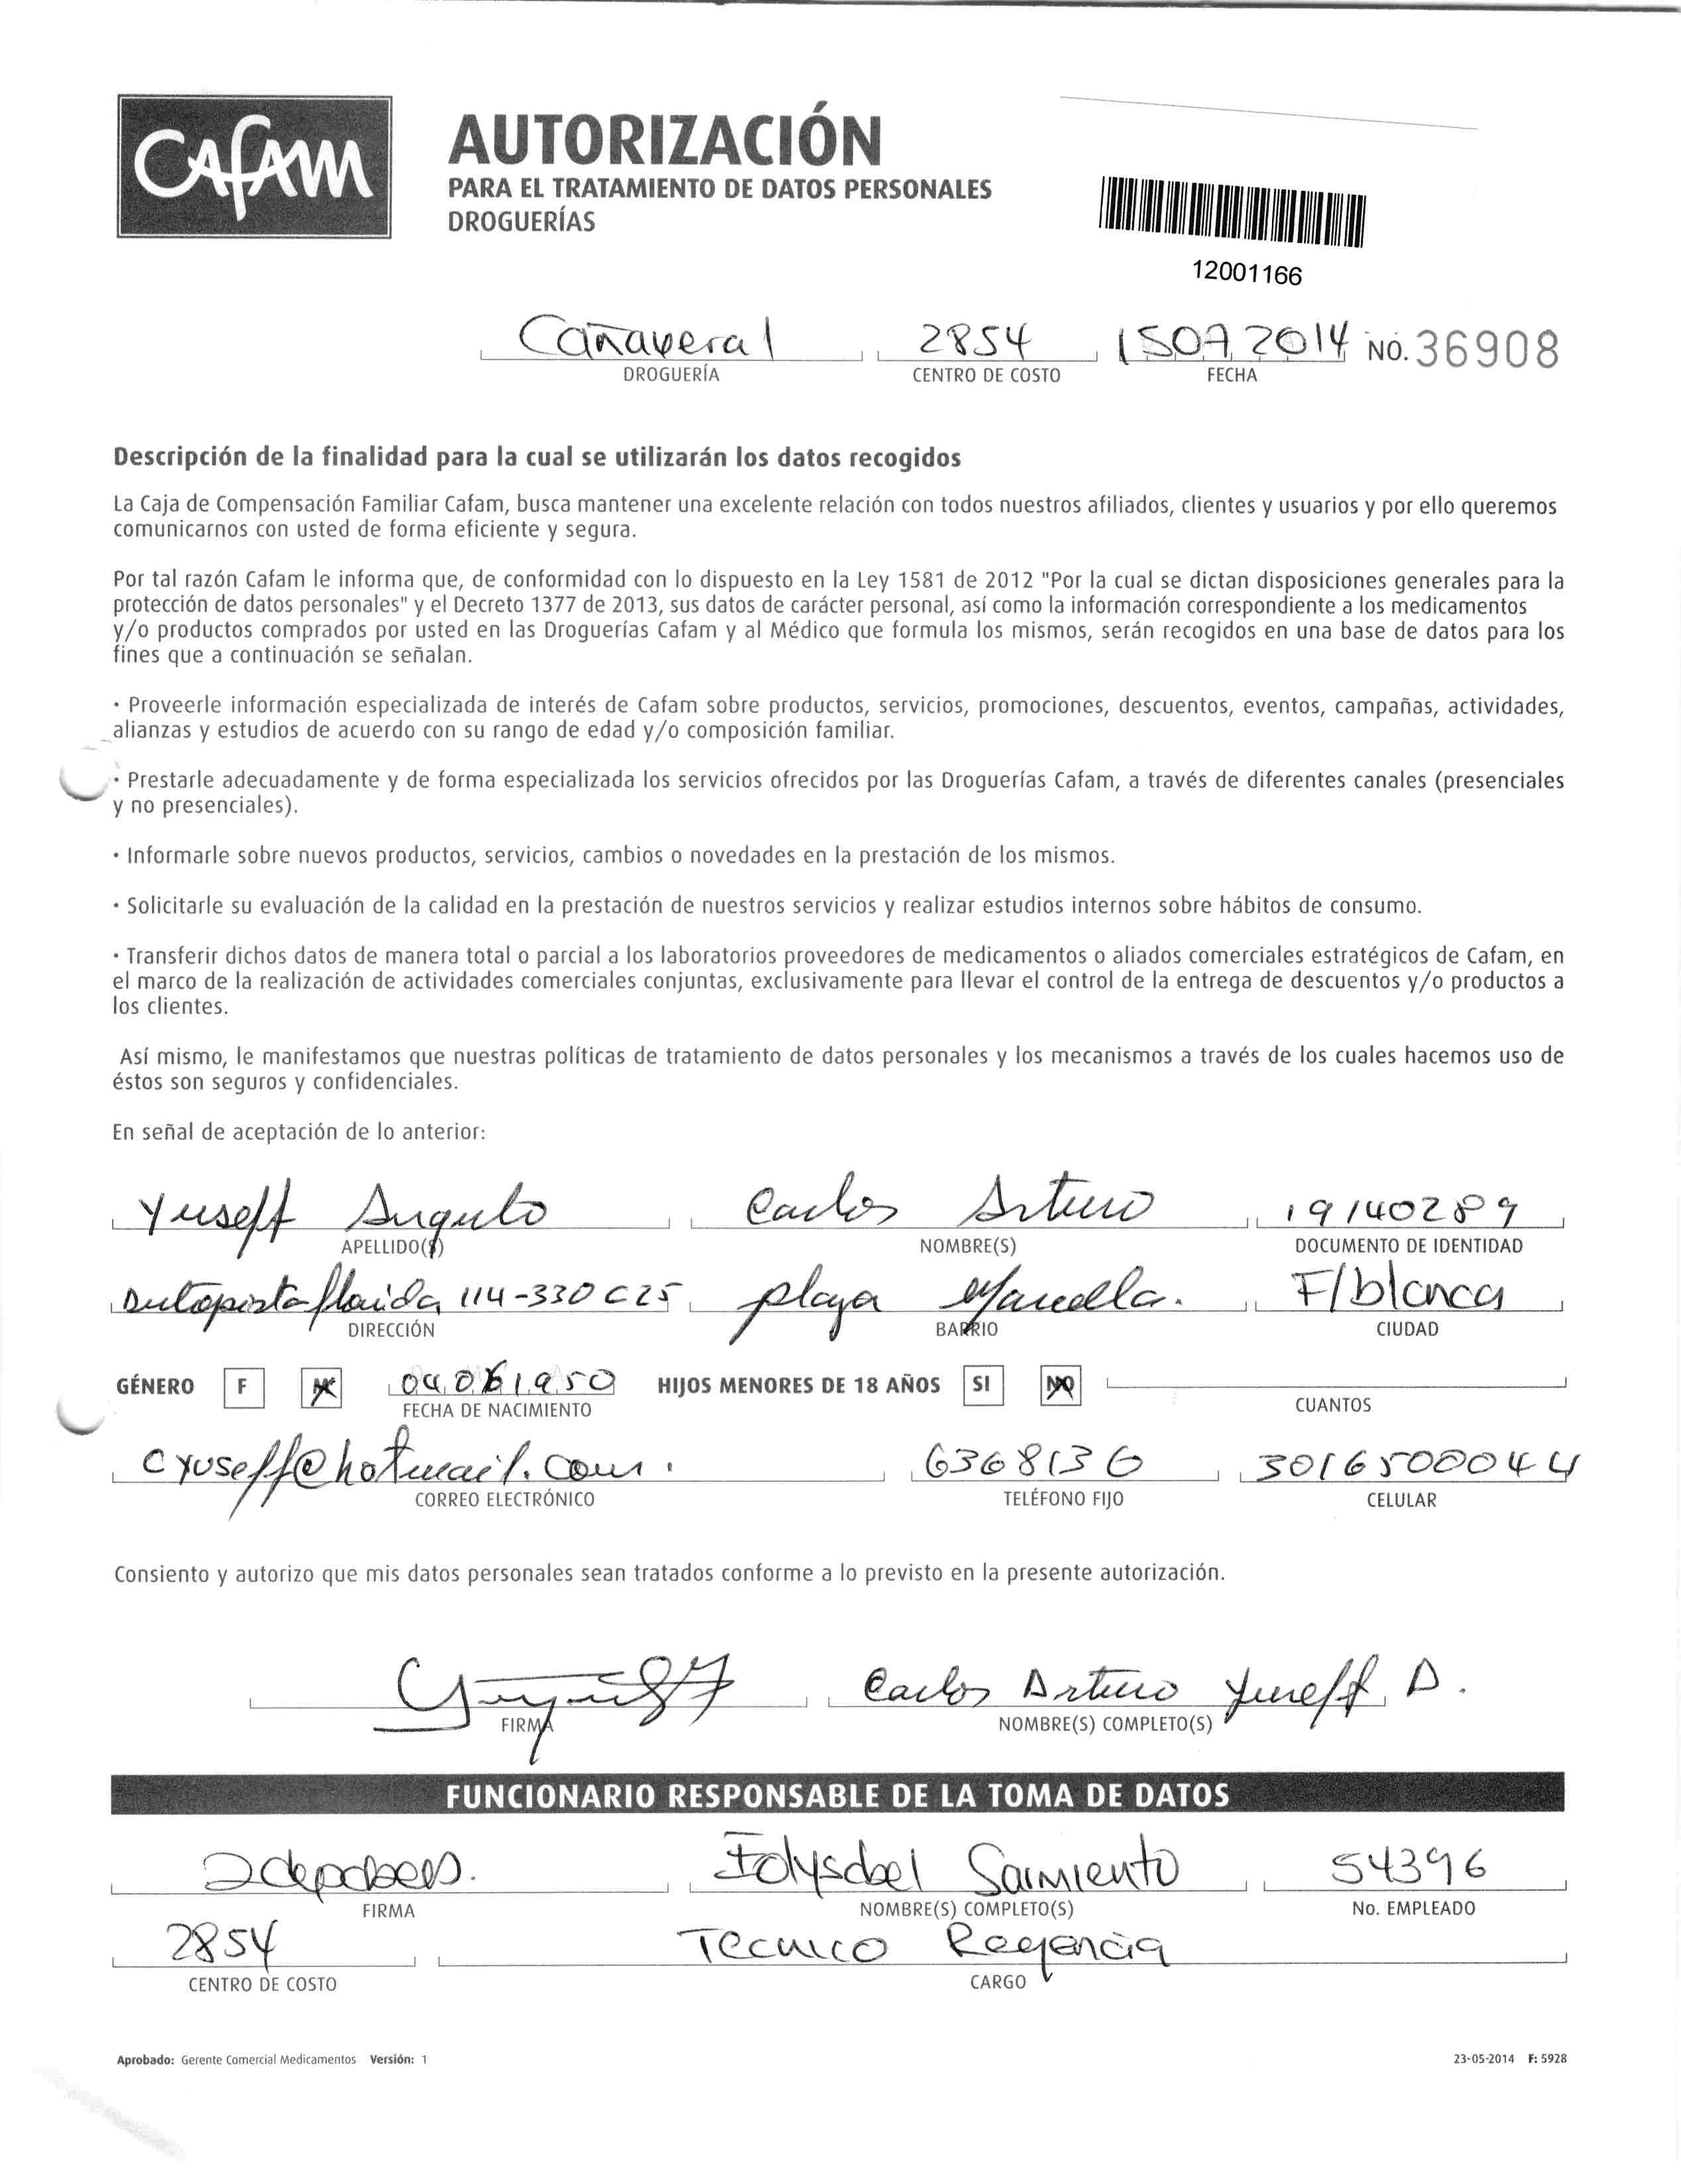 CAFAM
AUTORIZACIÓN
PARA EL TRATAMIENTO DE DATOS PERSONALES
DROGUERÍAS
12001166
Cañaveral 2854 15072014 NO. 36908
DROGUERÍA CENTRO DE COSTO FECHA
Descripción de la finalidad para la cual se utilizarán los datos recogidos
La Caja de Compensación Familiar Cafam, busca mantener una excelente relación con todos nuestros afiliados, clientes y usuarios y por ello queremos
comunicarnos con usted de forma eficiente y segura.
Por tal razón Cafam le informa que, de conformidad con lo dispuesto en la Ley 1581 de 2012 "Por la cual se dictan disposiciones generales para la
protección de datos personales" y el Decreto 1377 de 2013, sus datos de carácter personal, así como la información correspondiente a los medicamentos
y/o productos comprados por usted en las Droguerías Cafam y al Médico que formula los mismos, serán recogidos en una base de datos para los
fines que a continuación se señalan.
· Proveerle información especializada de interés de Cafam sobre productos, servicios, promociones, descuentos, eventos, campañas, actividades,
alianzas y estudios de acuerdo con su rango de edad y/o composición familiar.
· Prestarle adecuadamente y de forma especializada los servicios ofrecidos por las Droguerías Cafam, a través de diferentes canales (presenciales
y no presenciales).
· Informarle sobre nuevos productos, servicios, cambios o novedades en la prestación de los mismos.
· Solicitarle su evaluación de la calidad en la prestación de nuestros servicios y realizar estudios internos sobre hábitos de consumo.
· Transferir dichos datos de manera total o parcial a los laboratorios proveedores de medicamentos o aliados comerciales estratégicos de Cafam, en
el marco de la realización de actividades comerciales conjuntas, exclusivamente para llevar el control de la entrega de descuentos y/o productos a
los clientes.
Así mismo, le manifestamos que nuestras políticas de tratamiento de datos personales y los mecanismos a través de los cuales hacemos uso de
éstos son seguros y confidenciales.
En señal de aceptación de lo anterior:
Yuseff Angulo Carlos Arturo 19140289
APELLIDO(S) NOMBRE(S) DOCUMENTO DE IDENTIDAD
Autopista florida 114-330 C25 playa Marcella. F/blanca
DIRECCIÓN BARRIO CIUDAD
GÉNERO F M 04061950 HIJOS MENORES DE 18 AÑOS SI NO
FECHA DE NACIMIENTO CUANTOS
cyuseff@hotmail.com. 6368136 3016500044
CORREO ELECTRÓNICO TELÉFONO FIJO CELULAR
Consiento y autorizo que mis datos personales sean tratados conforme a lo previsto en la presente autorización.
Carlos Arturo Yuseff A.
FIRMA NOMBRE(S) COMPLETO(S)
FUNCIONARIO RESPONSABLE DE LA TOMA DE DATOS
Sarmiento 54396
FIRMA NOMBRE(S) COMPLETO(S) No. EMPLEADO
2854 Tecnico Regencia
CENTRO DE COSTO CARGO
Aprobado: Gerente Comercial Medicamentos Versión: 1 23-05-2014 F: 5928